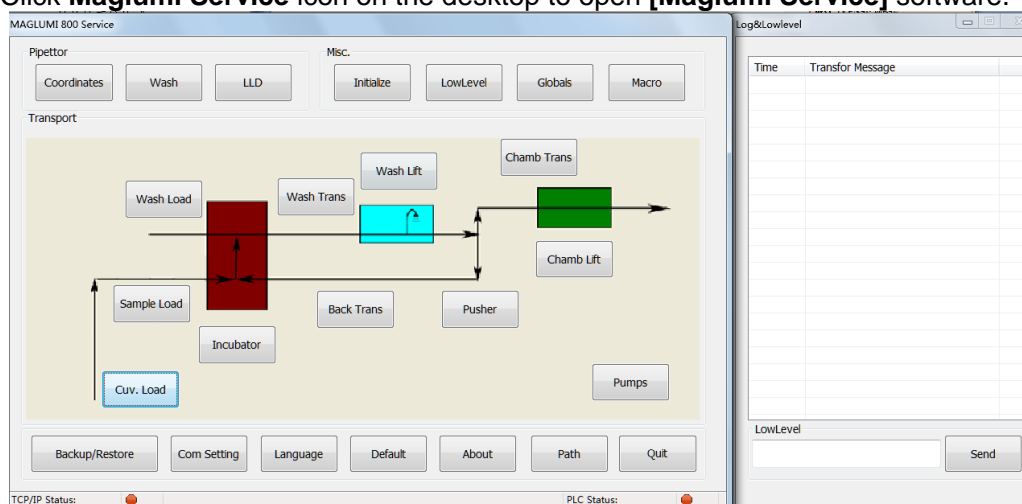 Click Maglumi Service icon on the desktop to open [Maglumi Service] software.
MAGLUMI 800 Service
Pipettor
Misc.
Coordinates
Wash
LLD
Initialize
LowLevel
Globals
Macro
Transport
Chamb Trans
Wash Lift
Wash Load
Wash Trans
Chamb Lift
Sample Load
Back Trans
Pusher
Incubator
Cuv. Load
Pumps
Backup/Restore
Com Setting
Language
Default
About
Path
Quit
TCP/IP Status:
PLC Status:
Log&Lowlevel
Time Transfor Message
LowLevel
Send